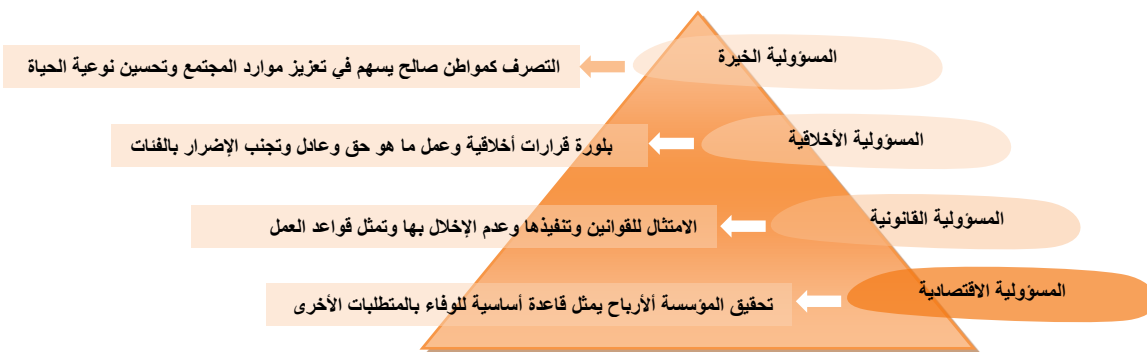 المسؤولية الخيرة
التصرف كمواطن صالح يسهم في تعزيز موارد المجتمع وتحسين نوعية الحياة
المسؤولية الأخلاقية
بلورة قرارات أخلاقية وعمل ما هو حق وعادل وتجنب الإضرار بالفئات
المسؤولية القانونية
الامتثال للقوانين وتنفيذها وعدم الإخلال بها وتمثل قواعد العمل
المسؤولية الاقتصادية
تحقيق المؤسسة ألأرباح يمثل قاعدة أساسية للوفاء بالمتطلبات الأخرى